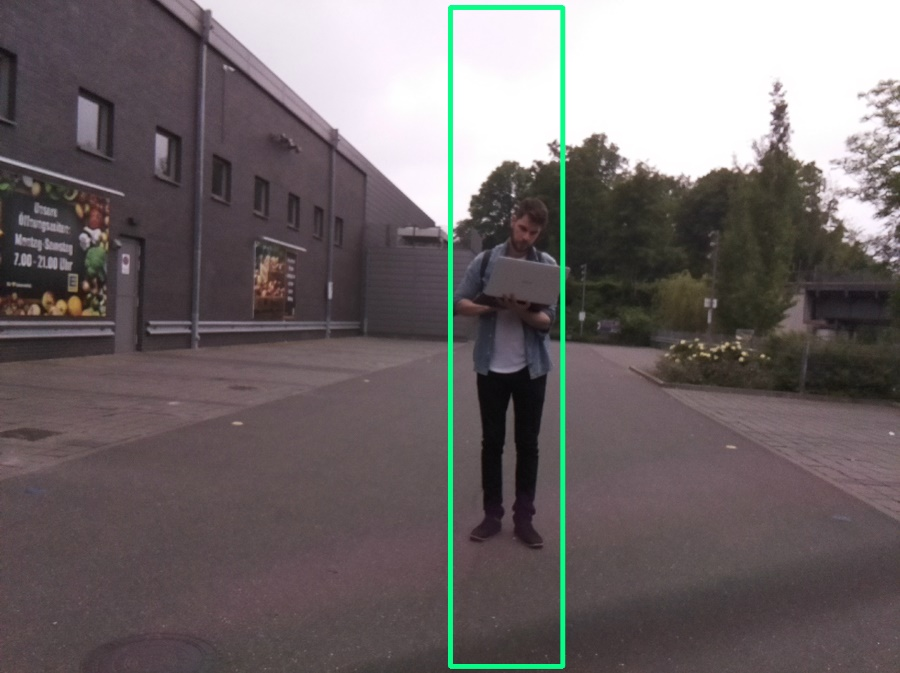 Unsere
Öffnungszeiten:
Montag-Samstag
7.00-21.00 Uhr